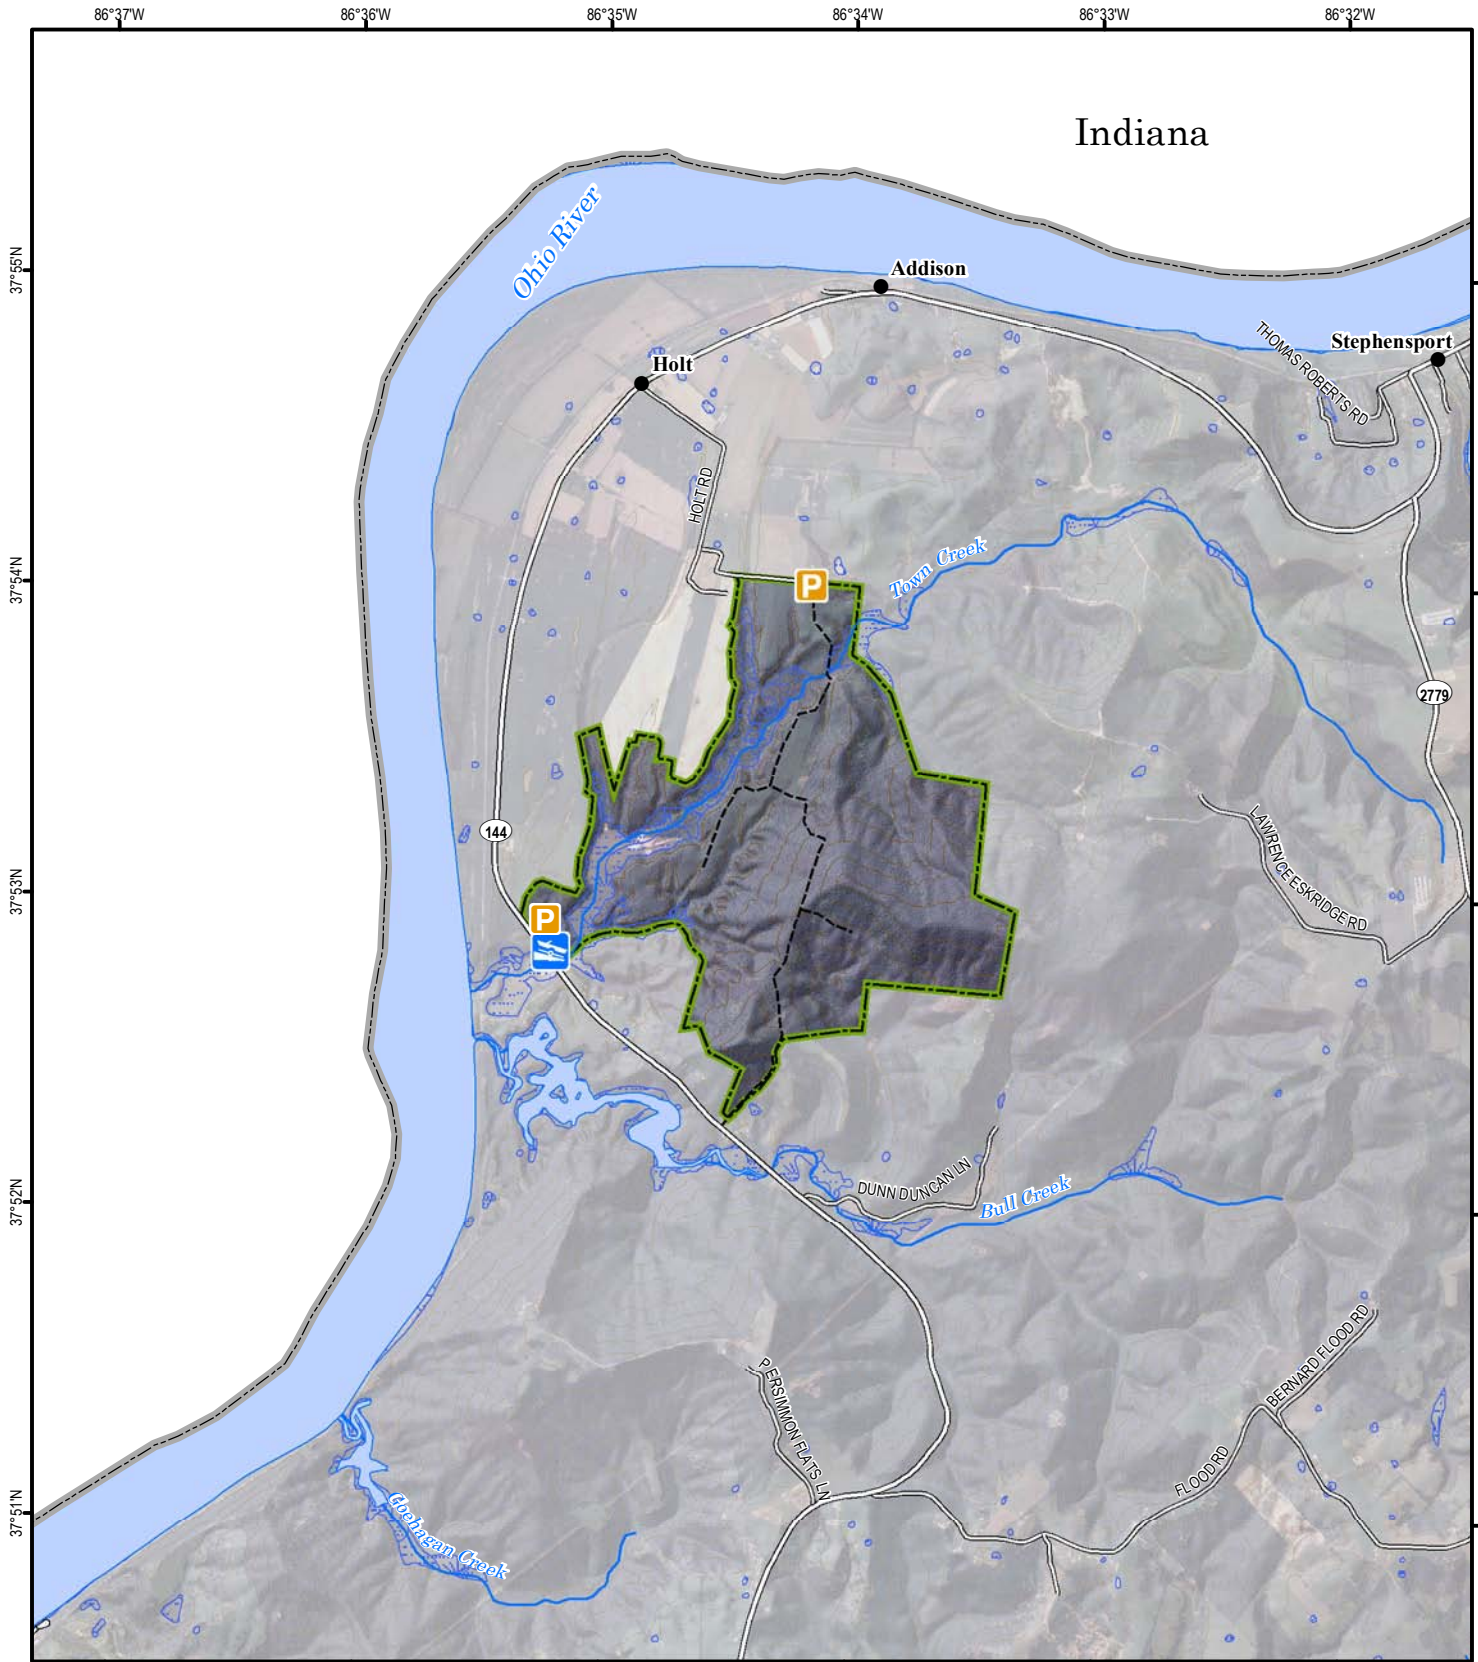 86°37'W
86°36'W
86°35'W
86°34'W
86°33'W
86°32'W
Indiana
Ohio River
37°55'N
Addison
Stephensport
THOMAS ROBERTS RD
Holt
HOLT RD
Town Creek
37°54'N
P
2779
144
LAWRENCE ESKRIDGE RD
37°53'N
P
DUNN DUNCAN LN
Bull Creek
37°52'N
BERNARD FLOOD RD
PERSIMMON FLATS LN
FLOOD RD
37°51'N
Goehagan Creek